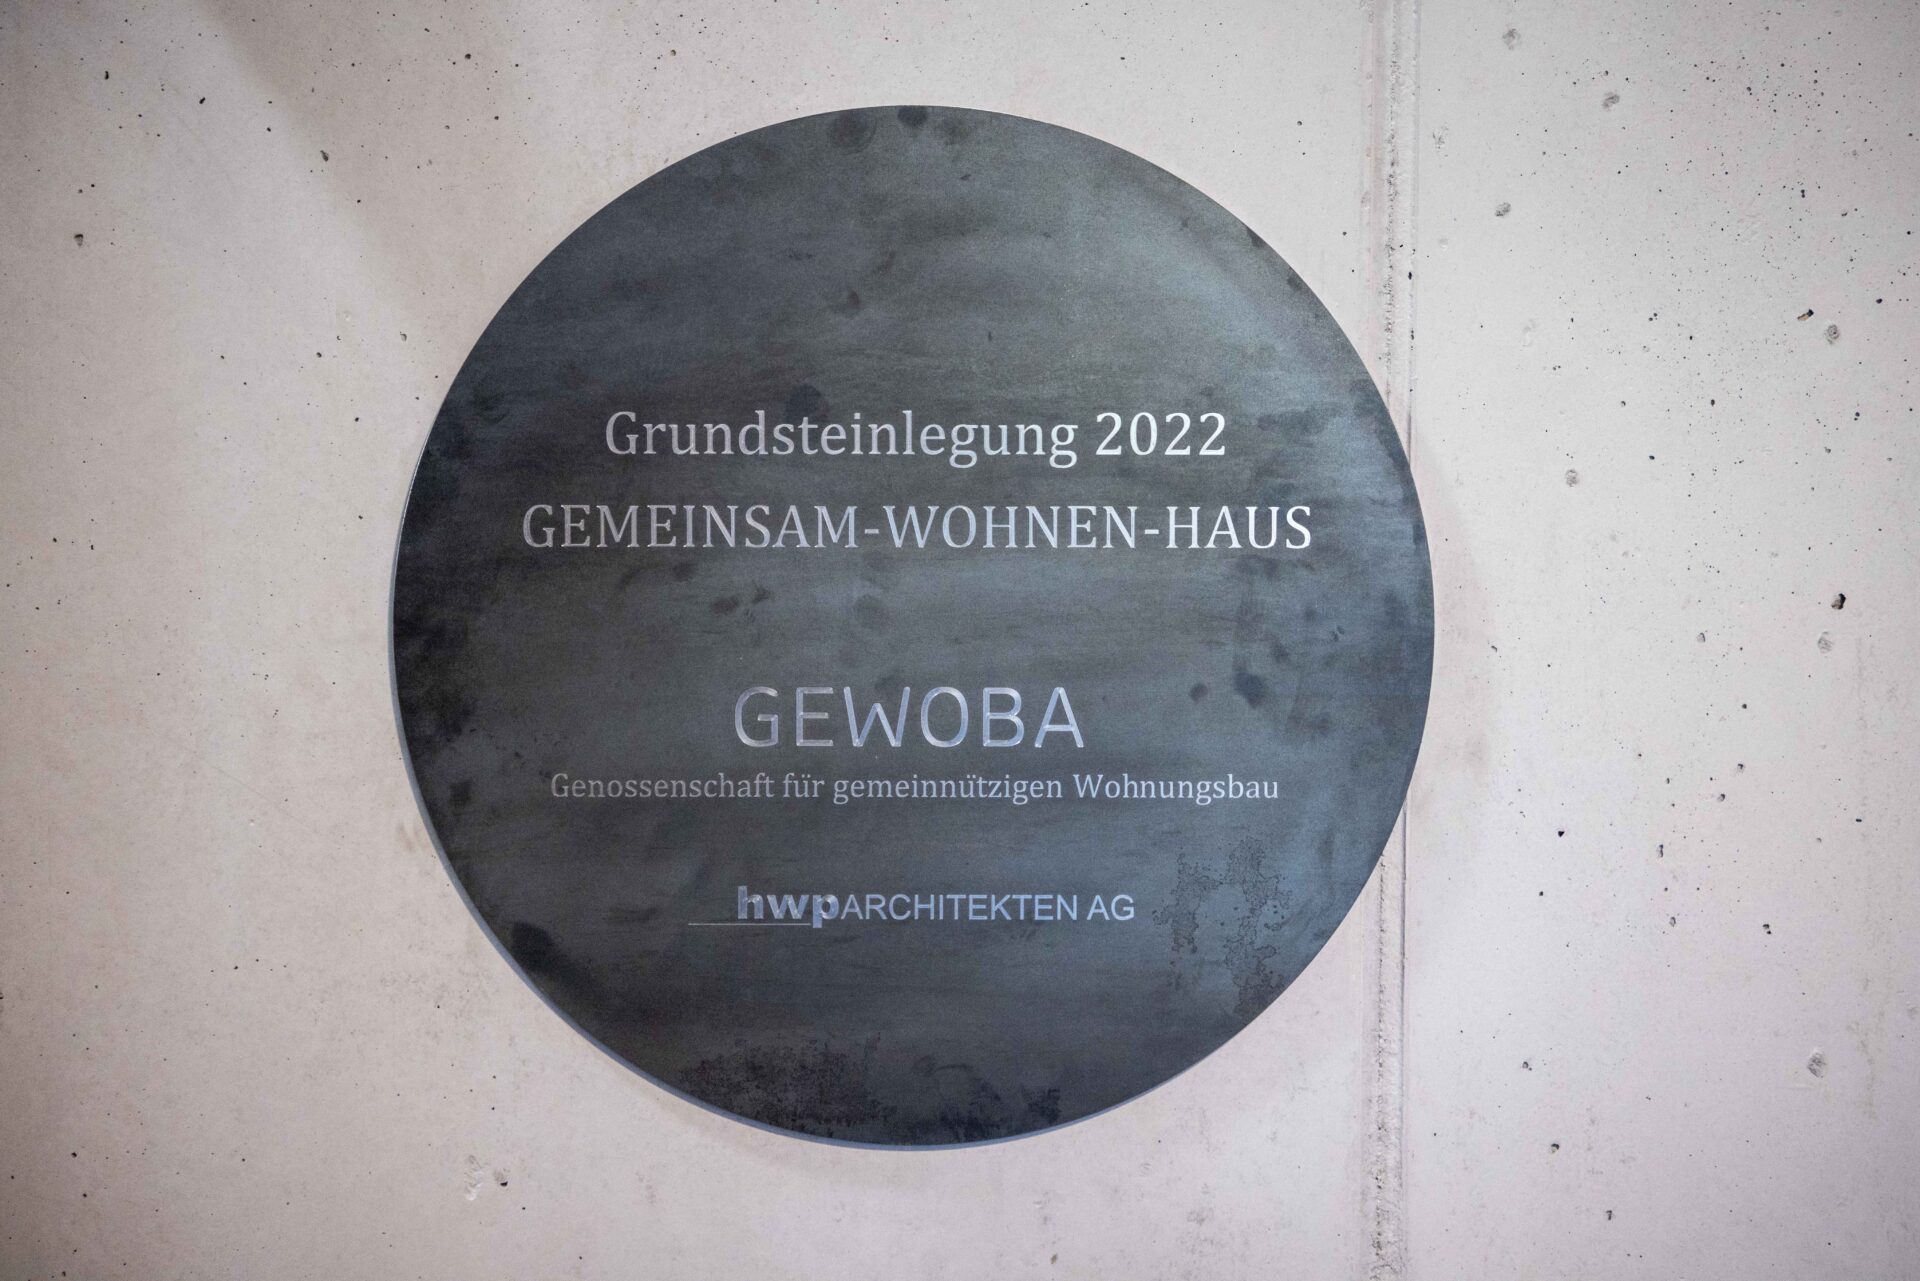 Grundsteinlegung 2022
GEMEINSAM-WOHNEN-HAUS
GEWOBA
Genossenschaft für gemeinnützigen Wohnungsbau
hwpARCHITEKTEN AG